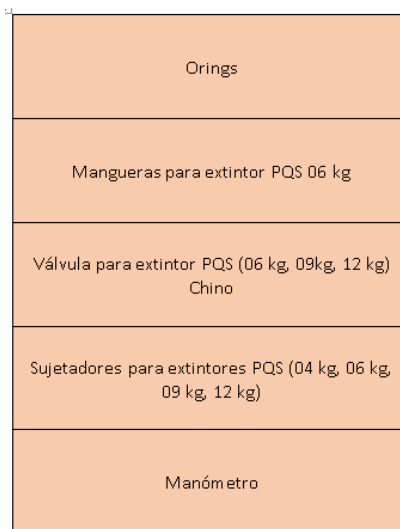 Orings
Mangueras para extintor PQS 06 kg
Válvula para extintor PQS (06 kg, 09kg, 12 kg)
Chino
Sujetadores para extintores PQS (04 kg, 06 kg,
09 kg, 12 kg)
Manómetro